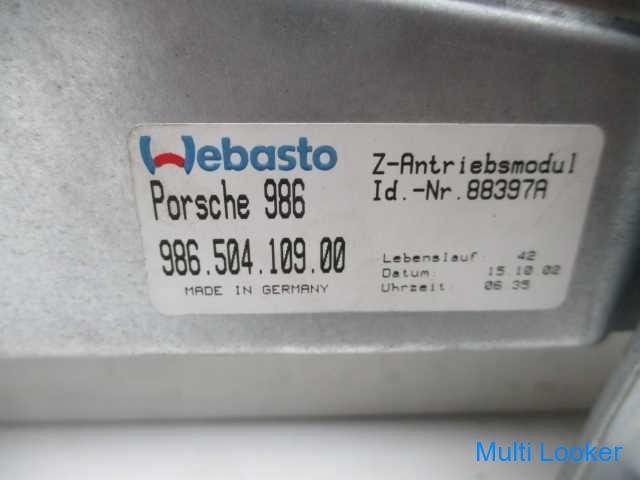 Webasto
Porsche 986
986.504.109.00
MADE IN GERMANY
Z-Antriebsmodul
Id.-Nr.88397A
Lebenslauf: 42
Datum: 15.10.02
Uhrzeit: 06 35
Multi Looker